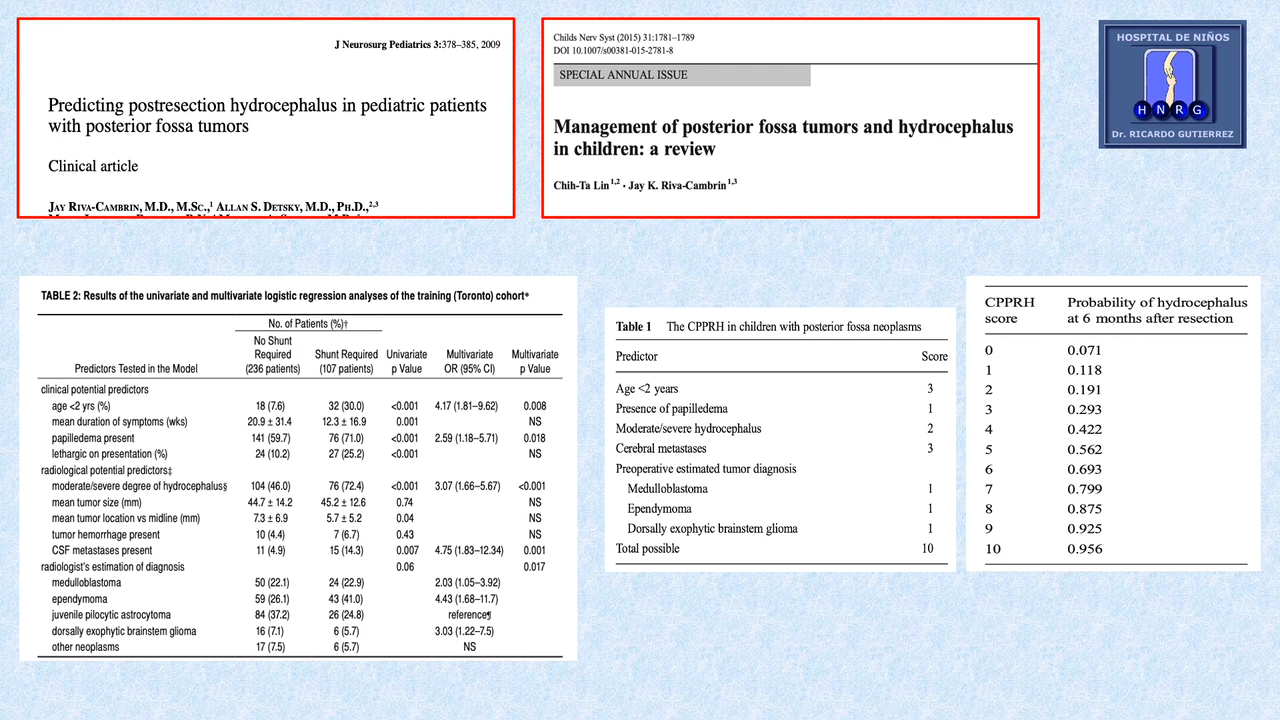 J Neurosurg Pediatrics 3:378–385, 2009
Predicting postresection hydrocephalus in pediatric patients
with posterior fossa tumors
Clinical article
JAY RIVA-CAMBRIN, M.D., M.SC.,1 ALLAN S. DETSKY, M.D., PH.D.,2,3
Childs Nerv Syst (2015) 31:1781–1789
DOI 10.1007/s00381-015-2781-8
SPECIAL ANNUAL ISSUE
Management of posterior fossa tumors and hydrocephalus
in children: a review
Chih-Ta Lin1,2 · Jay K. Riva-Cambrin1,3
HOSPITAL DE NIÑOS
H N R G
Dr. RICARDO GUTIERREZ
TABLE 2: Results of the univariate and multivariate logistic regression analyses of the training (Toronto) cohort*
No. of Patients (%)†
No Shunt
Required Shunt Required Univariate Multivariate Multivariate
Predictors Tested in the Model (236 patients) (107 patients) p Value OR (95% CI) p Value
clinical potential predictors
age <2 yrs (%) 18 (7.6) 32 (30.0) <0.001 4.17 (1.81–9.62) 0.008
mean duration of symptoms (wks) 20.9 ± 31.4 12.3 ± 16.9 0.001 NS
papilledema present 141 (59.7) 76 (71.0) <0.001 2.59 (1.18–5.71) 0.018
lethargic on presentation (%) 24 (10.2) 27 (25.2) <0.001 NS
radiological potential predictors‡
moderate/severe degree of hydrocephalus§ 104 (46.0) 76 (72.4) <0.001 3.07 (1.66–5.67) <0.001
mean tumor size (mm) 44.7 ± 14.2 45.2 ± 12.6 0.74 NS
mean tumor location vs midline (mm) 7.3 ± 6.9 5.7 ± 5.2 0.04 NS
tumor hemorrhage present 10 (4.4) 7 (6.7) 0.43 NS
CSF metastases present 11 (4.9) 15 (14.3) 0.007 4.75 (1.83–12.34) 0.001
radiologist's estimation of diagnosis 0.06 0.017
medulloblastoma 50 (22.1) 24 (22.9) 2.03 (1.05–3.92)
ependymoma 59 (26.1) 43 (41.0) 4.43 (1.68–11.7)
juvenile pilocytic astrocytoma 84 (37.2) 26 (24.8) reference¶
dorsally exophytic brainstem glioma 16 (7.1) 6 (5.7) 3.03 (1.22–7.5)
other neoplasms 17 (7.5) 6 (5.7) NS
Table 1 The CPPRH in children with posterior fossa neoplasms
Predictor Score
Age <2 years 3
Presence of papilledema 1
Moderate/severe hydrocephalus 2
Cerebral metastases 3
Preoperative estimated tumor diagnosis
Medulloblastoma 1
Ependymoma 1
Dorsally exophytic brainstem glioma 1
Total possible 10
CPPRH Probability of hydrocephalus
score at 6 months after resection
0 0.071
1 0.118
2 0.191
3 0.293
4 0.422
5 0.562
6 0.693
7 0.799
8 0.875
9 0.925
10 0.956